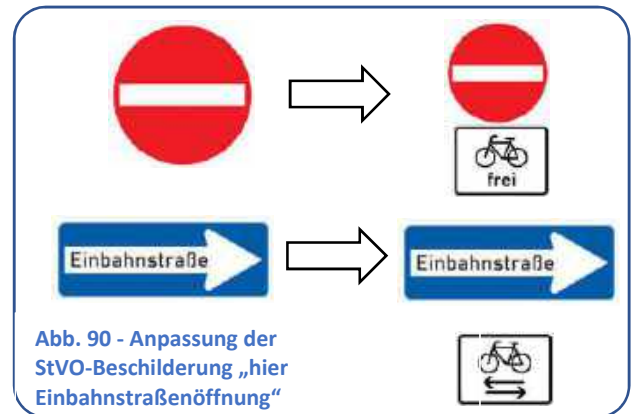 frei
Einbahnstraße
Einbahnstraße
Abb. 90 - Anpassung der
StVO-Beschilderung „hier
Einbahnstraßenöffnung“